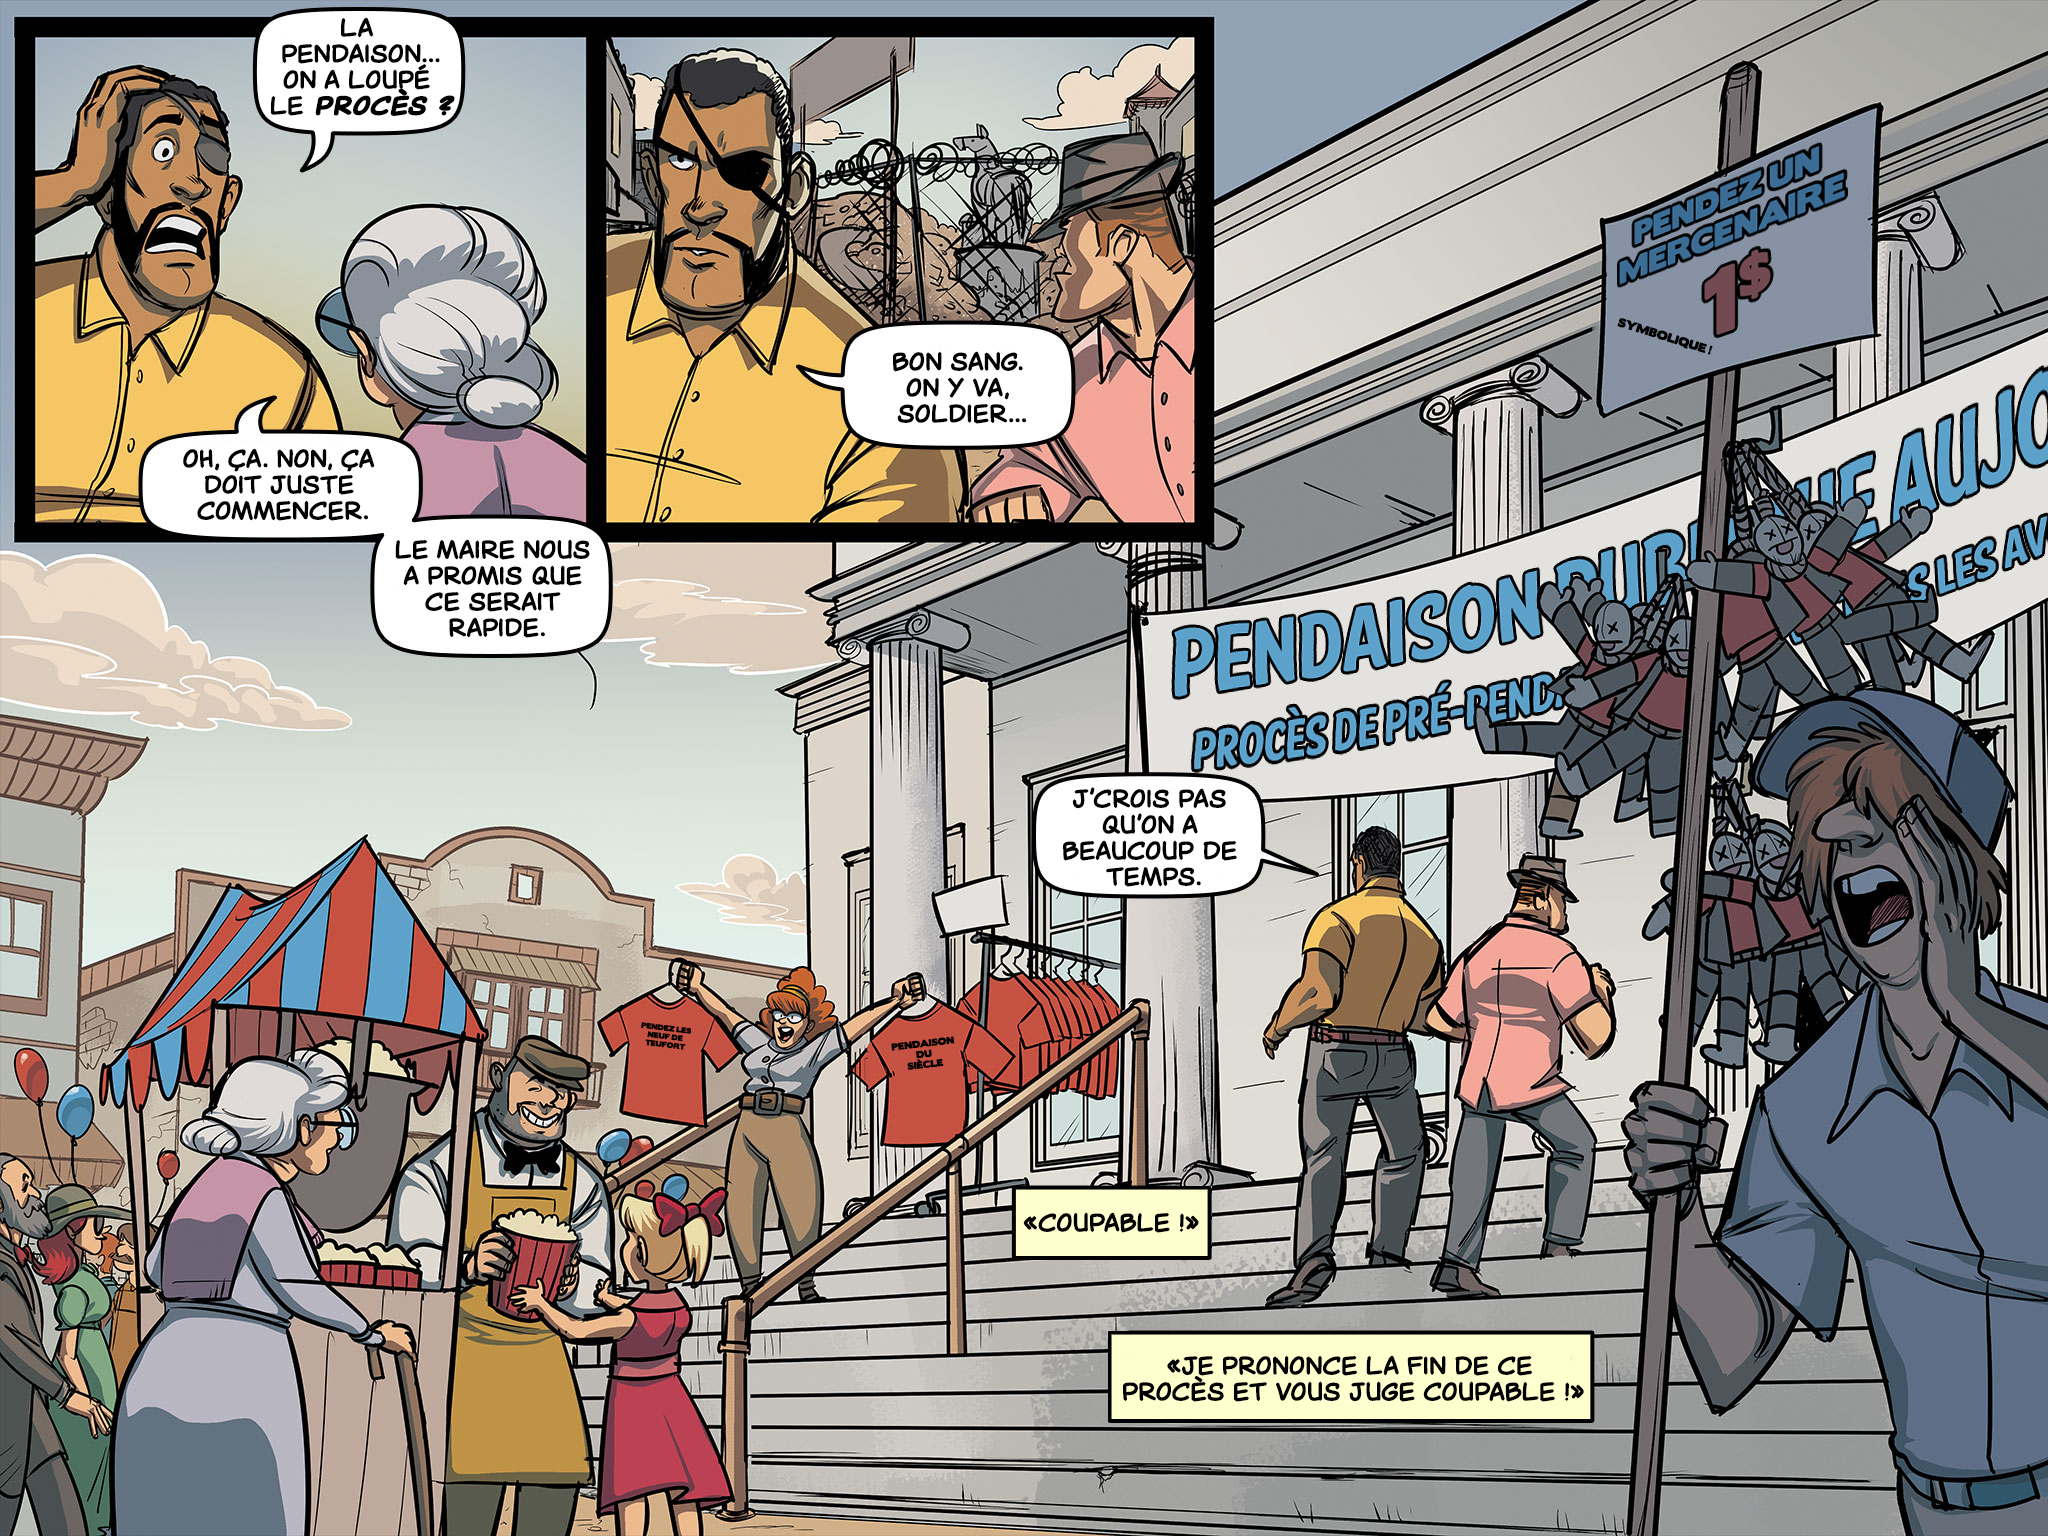 LA
PENDAISON...
ON A LOUPÉ
LE PROCÈS ?
OH, ÇA. NON, ÇA
DOIT JUSTE
COMMENCER.
LE MAIRE NOUS
A PROMIS QUE
CE SERAIT
RAPIDE.
BON SANG.
ON Y VA,
SOLDIER...
PENDEZ UN
MERCENAIRE
1$
SYMBOLIQUE !
PENDAISON
PROCÈS DE
LES
J'CROIS PAS
QU'ON A
BEAUCOUP DE
TEMPS.
PENDEZ LES
NEUF DE
TEUFORT
PENDAISON
DU
SIÈCLE
«COUPABLE !»
«JE PRONONCE LA FIN DE CE
PROCÈS ET VOUS JUGE COUPABLE !»